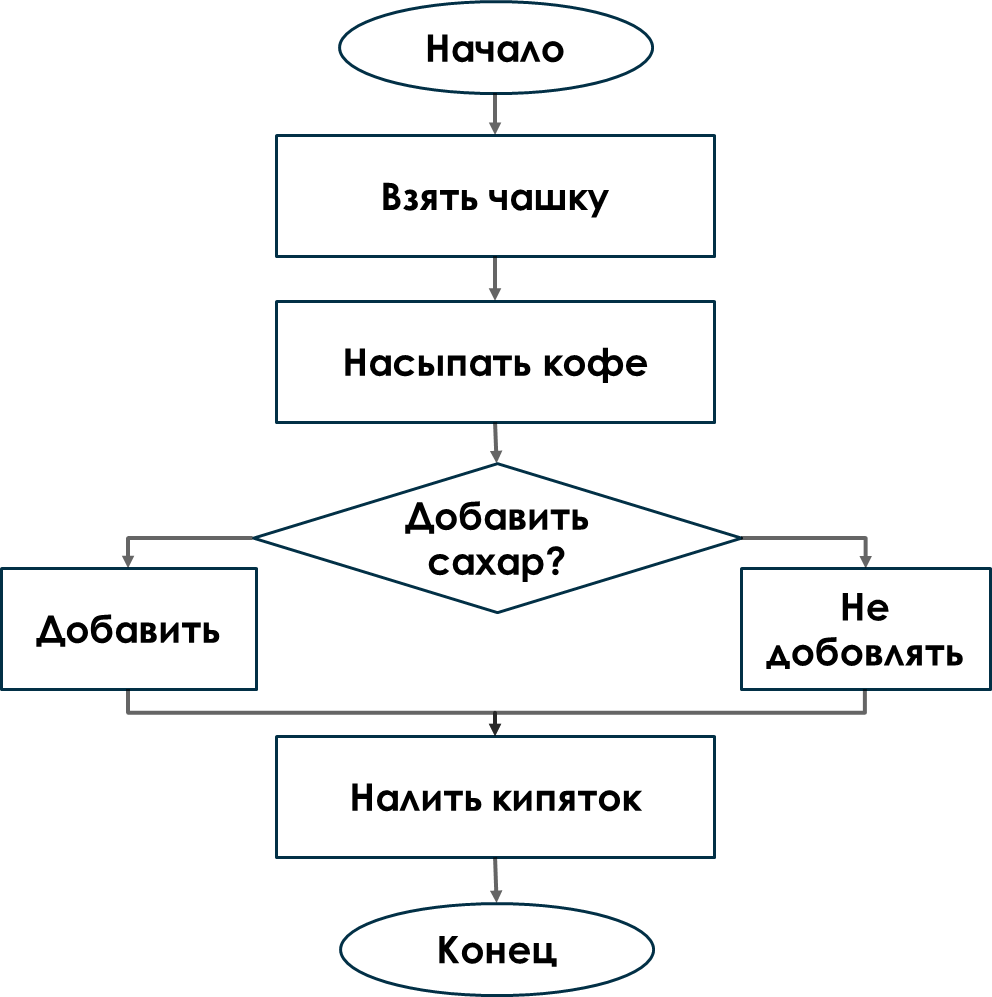 Начало
Взять чашку
Насыпать кофе
Добавить
сахар?
Добавить
Не
добовлять
Налить кипяток
Конец